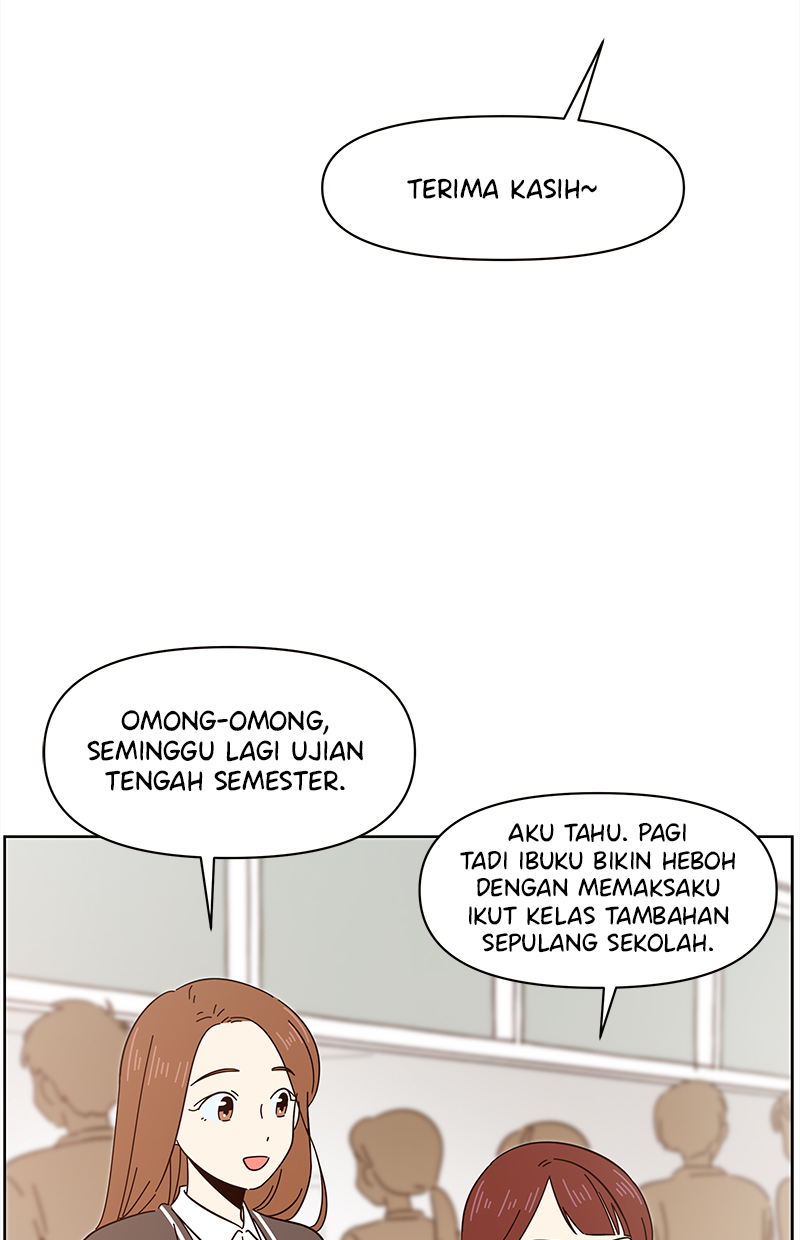 TERIMA KASIH~
OMONG-OMONG,
SEMINGGU LAGI UJIAN
TENGAH SEMESTER.
AKU TAHU. PAGI
TADI IBUKU BIKIN HEBOH
DENGAN MEMAKSAKU
IKUT KELAS TAMBAHAN
SEPULANG SEKOLAH.